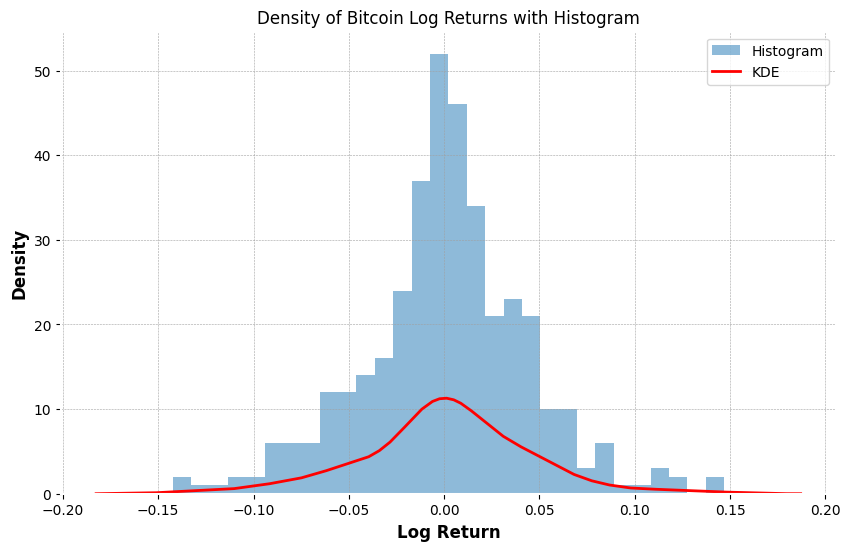 Density of Bitcoin Log Returns with Histogram
Histogram
KDE
Density
50
40
30
20
10
0
−0.20 −0.15 −0.10 −0.05 0.00 0.05 0.10 0.15 0.20
Log Return